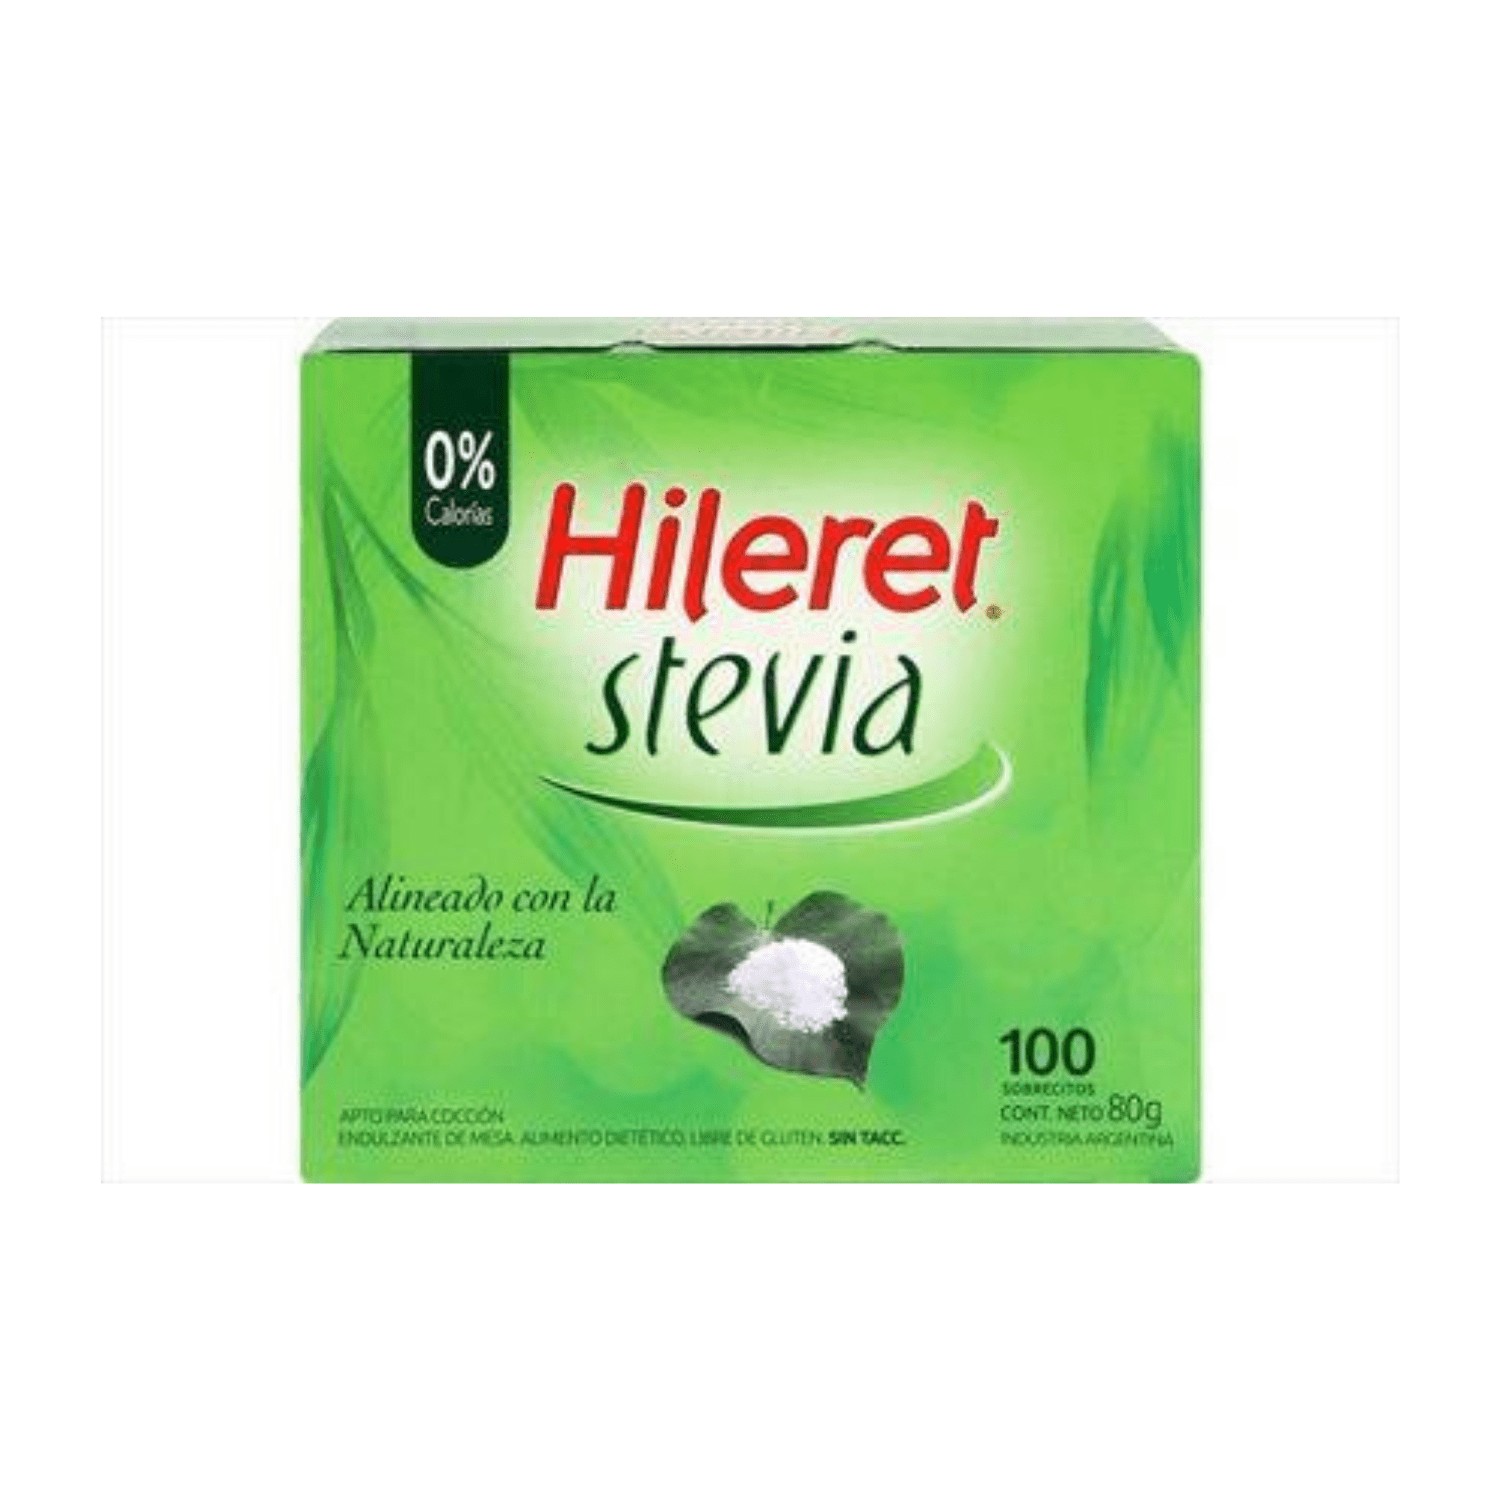 0%
Calorías
Hileret®
stevia
Alineado con la
Naturaleza
100
SOBRECITOS
CONT. NETO 80g
INDUSTRIA ARGENTINA
APTO PARA COCCIÓN
ENDULZANTE DE MESA. ALIMENTO DIETÉTICO. LIBRE DE GLUTEN. SIN TACC.